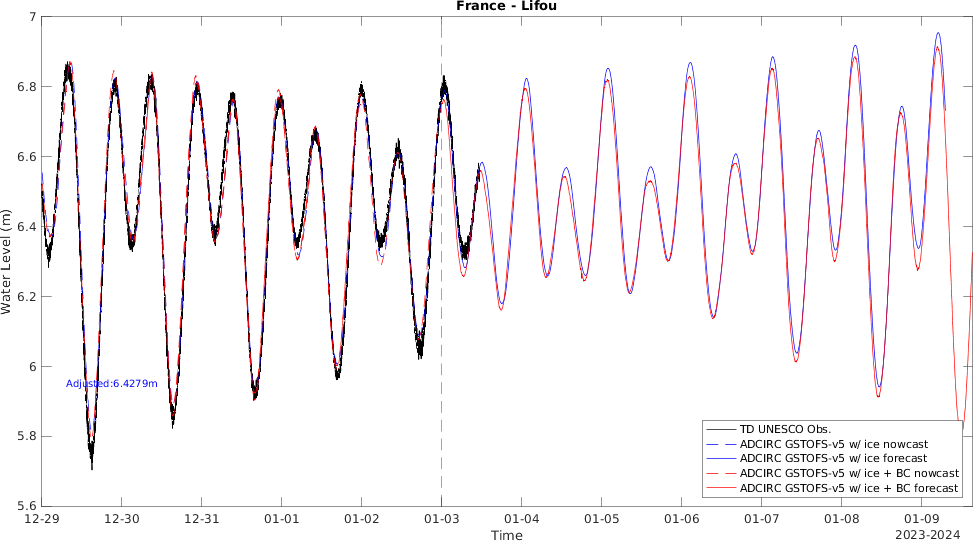 France - Lifou
7
6.8
6.6
6.4
6.2
6
5.8
5.6
Water Level (m)
Adjusted:6.4279m
TD UNESCO Obs.
ADCIRC GSTOFS-v5 w/ ice nowcast
ADCIRC GSTOFS-v5 w/ ice forecast
ADCIRC GSTOFS-v5 w/ ice + BC nowcast
ADCIRC GSTOFS-v5 w/ ice + BC forecast
12-29 12-30 12-31 01-01 01-02 01-03 01-04 01-05 01-06 01-07 01-08 01-09
Time
2023-2024